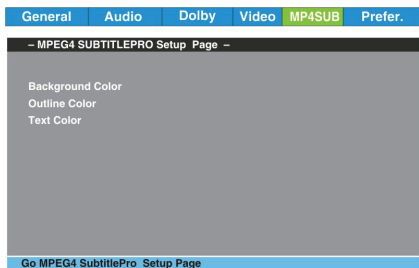 General Audio Dolby Video MP4SUB Prefer.
– MPEG4 SUBTITLEPRO Setup Page –
Background Color
Outline Color
Text Color
Go MPEG4 SubtitlePro Setup Page